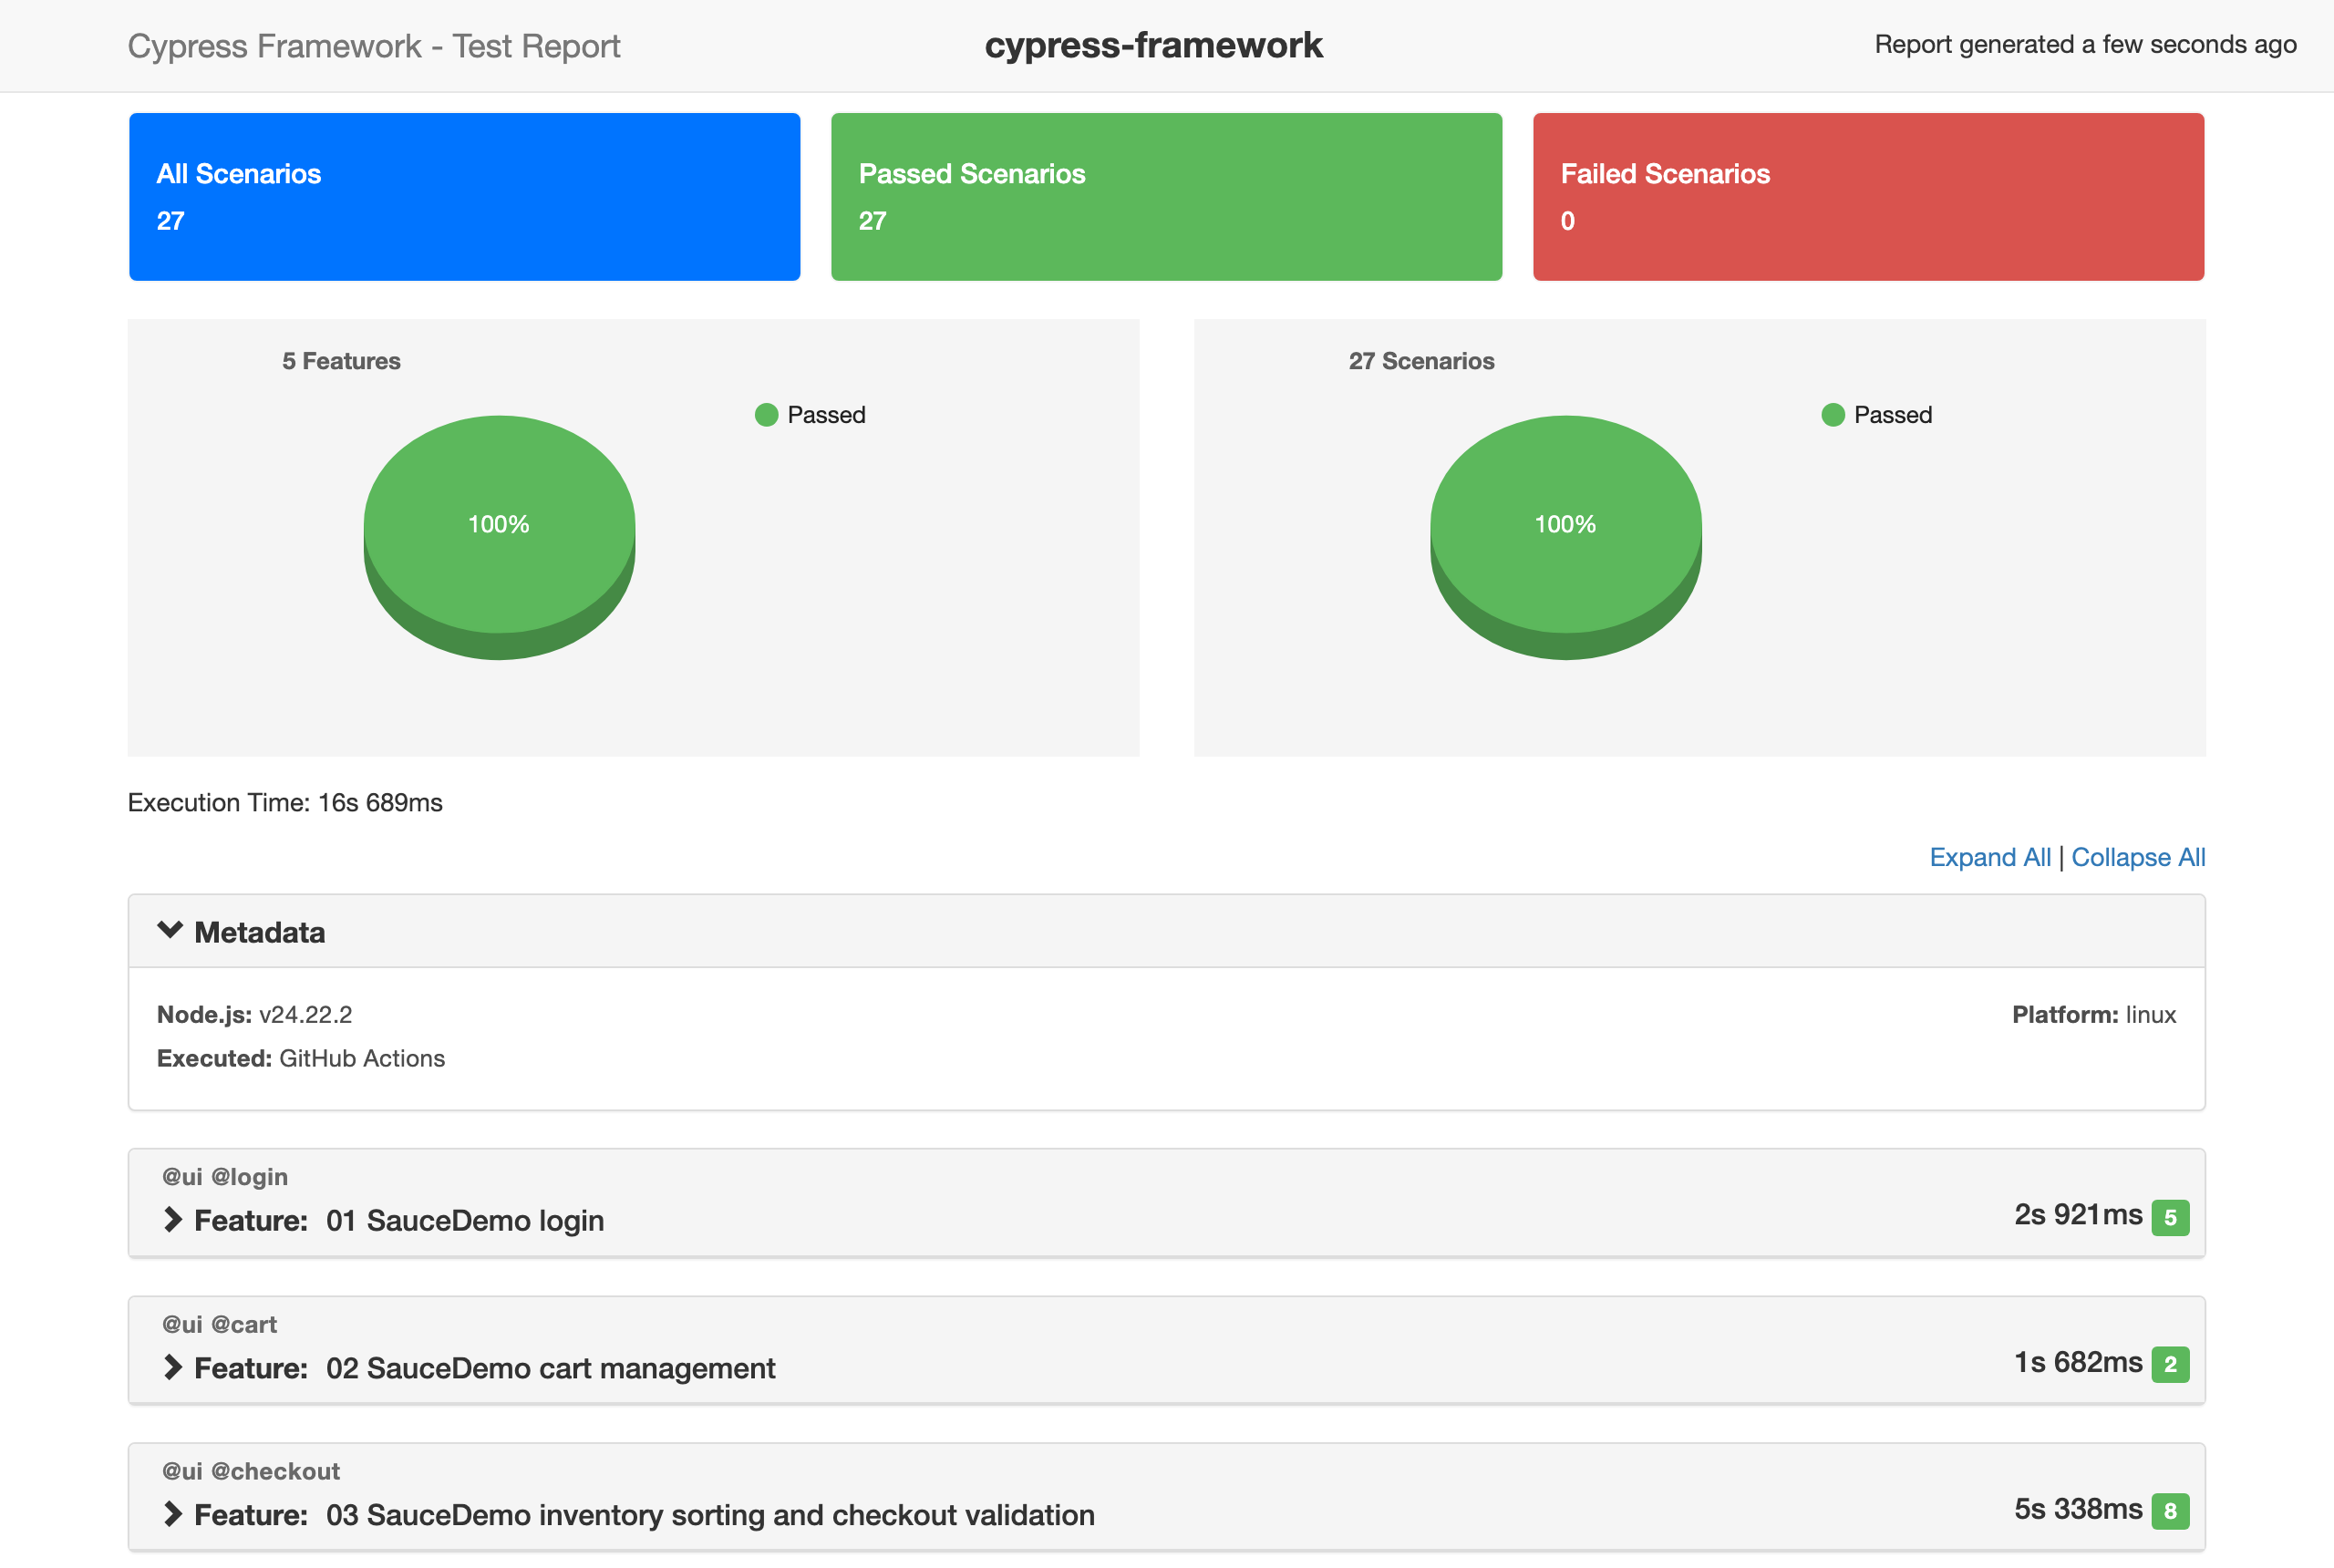 Cypress Framework - Test Report
cypress-framework
Report generated a few seconds ago
All Scenarios
27
Passed Scenarios
27
Failed Scenarios
0
5 Features
Passed
100%
27 Scenarios
Passed
100%
Execution Time: 16s 689ms
Expand All | Collapse All
Metadata
Node.js: v24.22.2
Platform: linux
Executed: GitHub Actions
@ui @login
Feature: 01 SauceDemo login
2s 921ms 5
@ui @cart
Feature: 02 SauceDemo cart management
1s 682ms 2
@ui @checkout
Feature: 03 SauceDemo inventory sorting and checkout validation
5s 338ms 8